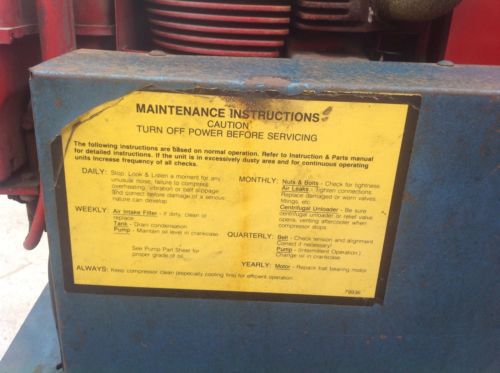 MAINTENANCE INSTRUCTIONS
CAUTION
TURN OFF POWER BEFORE SERVICING
The following instructions are based on normal operation. Refer to Instruction & Parts manual
for detailed instructions. If the unit is in excessively dusty area and for continuous operating
units increase frequency of all checks.
DAILY: Stop, Look & Listen a moment for any
unusual noise, failure to compress
overheating, vibration or belt slippage
and correct before damage of a serious
nature can develop
WEEKLY: Air Intake Filter - if dirty, clean or
replace
Tank - Drain condensation
Pump - Maintain oil level in crankcase
See Pump Part Sheet for
proper grade of oil.
MONTHLY: Nuts & Bolts - Check for tightness
Air Leaks - Tighten connections,
Replace damaged or worn valves
fittings, etc
Centrifugal Unloader - Be sure
centrifugal unloader or relief valve
opens, venting aftercooler when
compressor stops.
QUARTERLY: Belt - Check tension and alignment
Correct if necessary
Pump - (Intermittent Operation)
Change oil in crankcase
YEARLY: Motor - Repack ball bearing motor
ALWAYS: Keep compressor clean (especially cooling fins) for efficient operation.